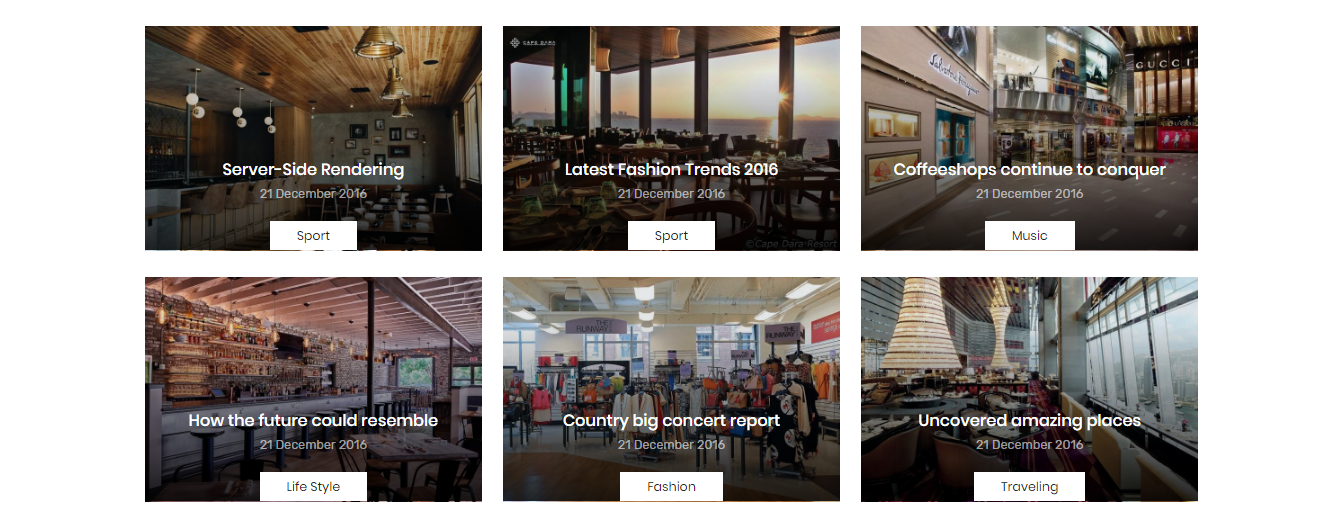 CAPE DARA
Server-Side Rendering
21 December 2016
Sport
Latest Fashion Trends 2016
21 December 2016
Sport
©Cape Dara Resort
Salvatore Ferragamo
GUCCI
Coffeeshops continue to conquer
21 December 2016
Music
How the future could resemble
21 December 2016
Life Style
THE
RUNWAY
THE
RUNWAY
Country big concert report
21 December 2016
Fashion
Uncovered amazing places
21 December 2016
Traveling